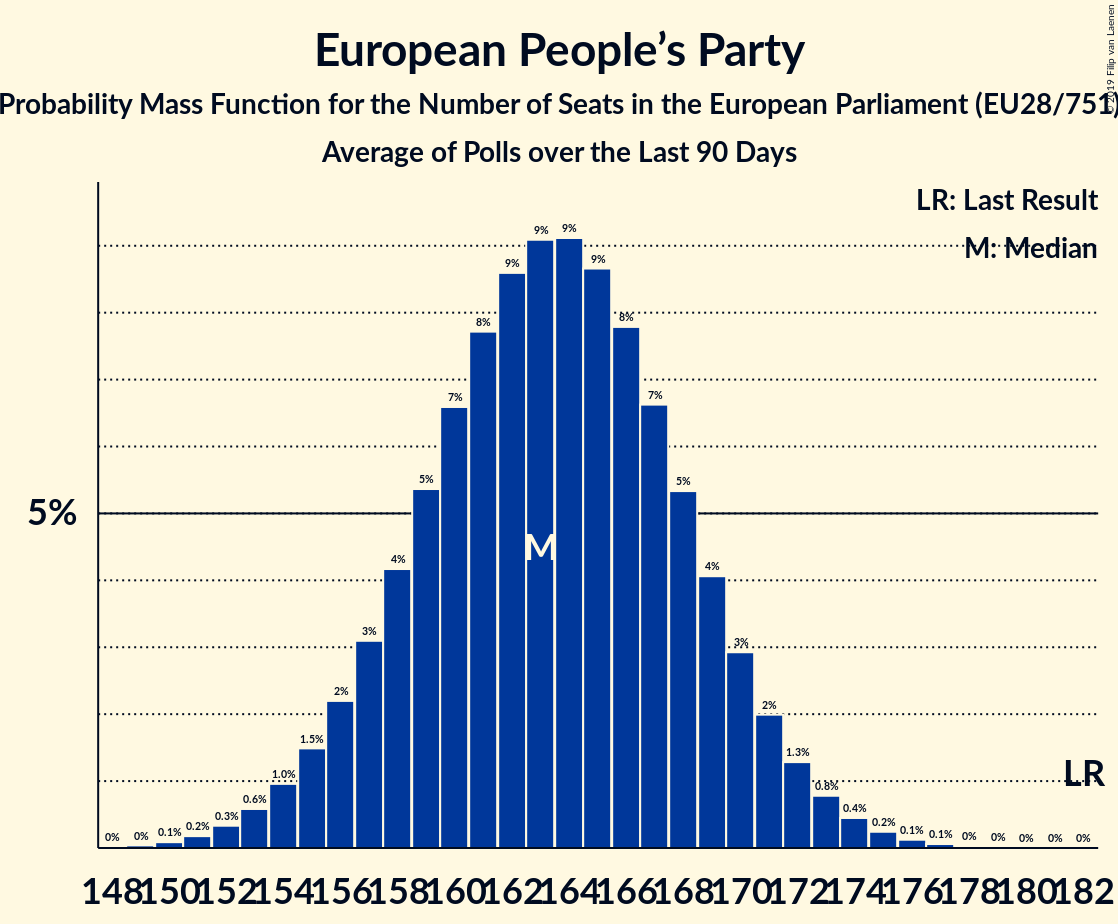 European People’s Party
Probability Mass Function for the Number of Seats in the European Parliament (EU28/751)
Average of Polls over the Last 90 Days
© 2019 Filip van Laenen
LR: Last Result
M: Median
5%
0% 0% 0.1% 0.2% 0.3% 0.6% 1.0% 1.5% 2% 3% 4% 5% 7% 8% 9% 9% 9% 9% 8% 7% 5% 4% 3% 2% 1.3% 0.8% 0.4% 0.2% 0.1% 0.1% 0% 0% 0% 0% 0%
M
LR
148 150 152 154 156 158 160 162 164 166 168 170 172 174 176 178 180 182